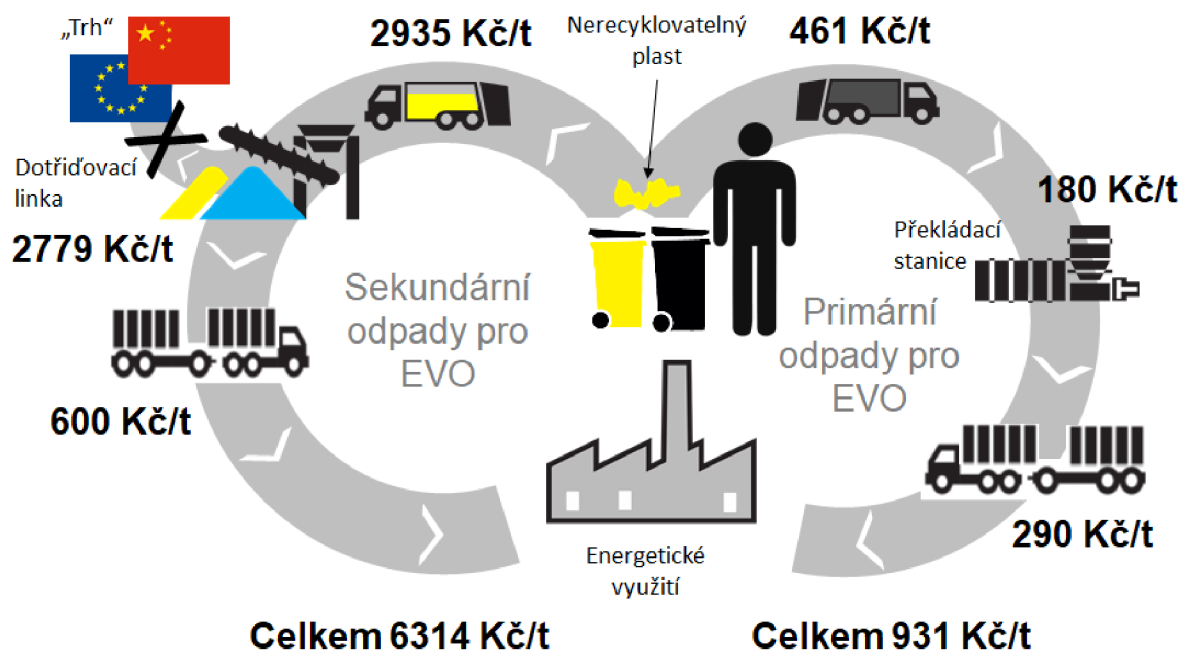 „Trh“
2935 Kč/t
Nerecyklovatelný
plast
461 Kč/t
Dotřiďovací
linka
2779 Kč/t
180 Kč/t
Překládací
stanice
Sekundární
odpady pro
EVO
Primární
odpady pro
EVO
600 Kč/t
290 Kč/t
Energetické
využití
Celkem 6314 Kč/t
Celkem 931 Kč/t